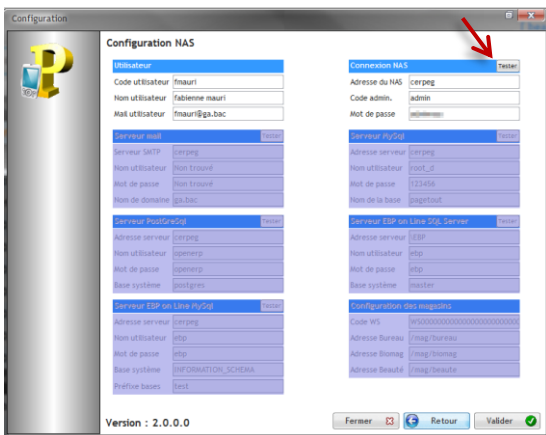 Configuration
Configuration NAS
Utilisateur
Code utilisateur fmauri
Nom utilisateur fabienne mauri
Mail utilisateur fmauri@ga.bac
Connexion NAS Tester
Adresse du NAS cerpeg
Code admin. admin
Mot de passe
Serveur mail Tester
Serveur SMTP cerpeg
Nom utilisateur Non trouvé
Mot de passe Non trouvé
Nom de domaine ga.bac
Serveur MySql Tester
Adresse serveur cerpeg
Nom utilisateur root_d
Mot de passe 123456
Nom de la base pagetout
Serveur PostGreSql Tester
Adresse serveur cerpeg
Nom utilisateur openerp
Mot de passe openerp
Base système postgres
Serveur EBP on Line SQL Server Tester
Adresse serveur \EBP
Nom utilisateur ebp
Mot de passe ebp
Base système master
Serveur EBP on Line MySql Tester
Adresse serveur cerpeg
Nom utilisateur ebp
Mot de passe ebp
Base système INFORMATION_SCHEMA
Préfixe bases test
Configuration des magasins
Code WS
Adresse Bureau /mag/bureau
Adresse Biomag /mag/biomag
Adresse Beauté /mag/beaute
Version : 2.0.0.0
Fermer Retour Valider